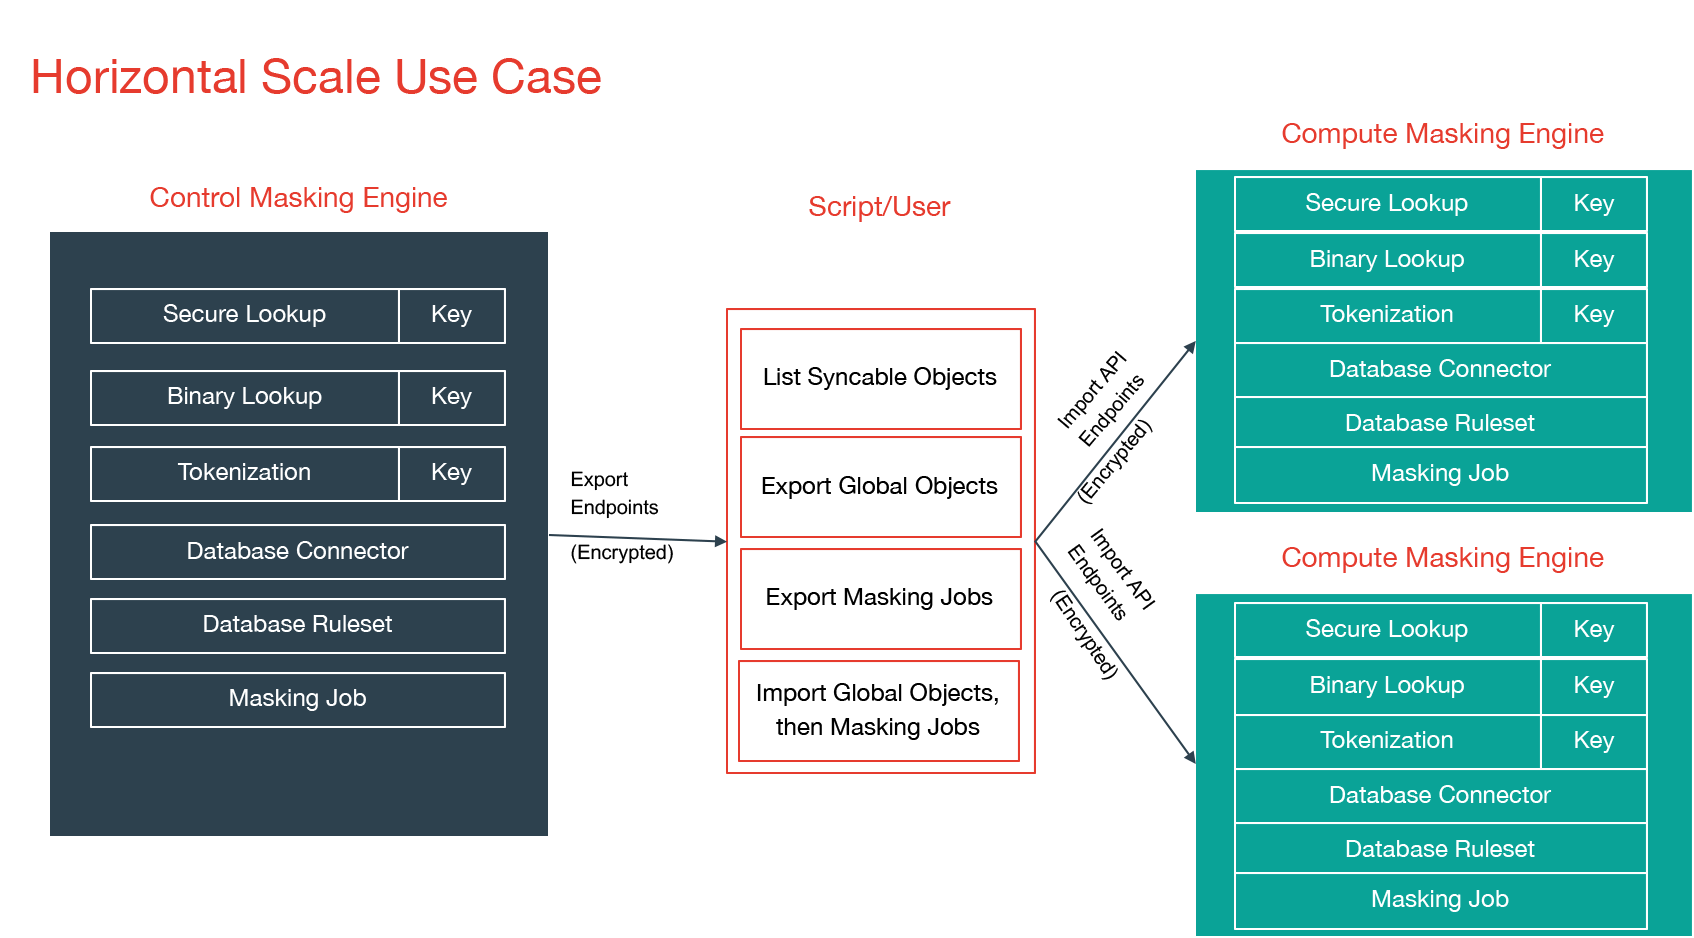 Horizontal Scale Use Case
Control Masking Engine
Secure Lookup Key
Binary Lookup Key
Tokenization Key
Database Connector
Database Ruleset
Masking Job
Export
Endpoints
(Encrypted)
Script/User
List Syncable Objects
Export Global Objects
Export Masking Jobs
Import Global Objects,
then Masking Jobs
Import API
Endpoints
(Encrypted)
Import API
Endpoints
(Encrypted)
Compute Masking Engine
Secure Lookup Key
Binary Lookup Key
Tokenization Key
Database Connector
Database Ruleset
Masking Job
Compute Masking Engine
Secure Lookup Key
Binary Lookup Key
Tokenization Key
Database Connector
Database Ruleset
Masking Job